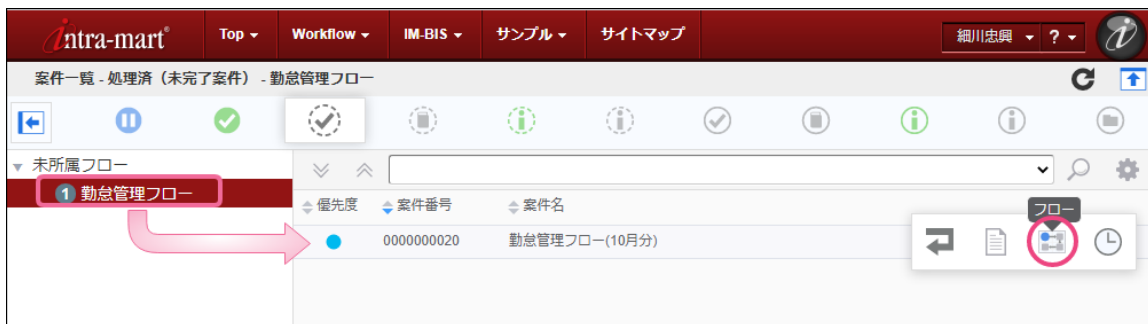 intra-mart® Top Workflow IM-BIS サンプル サイトマップ 細川忠興 ?
案件一覧 - 処理済（未完了案件） - 勤怠管理フロー
未所属フロー
1 勤怠管理フロー
優先度 案件番号 案件名
フロー
0000000020 勤怠管理フロー(10月分)